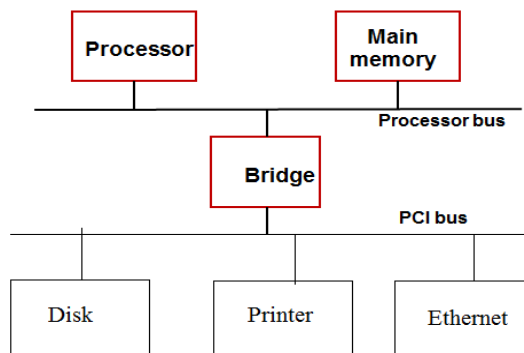 Processor
Main
memory
Processor bus
Bridge
PCI bus
Disk
Printer
Ethernet